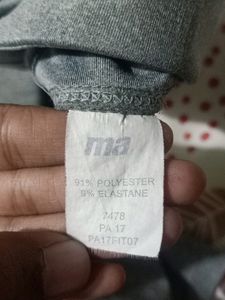 ma
91% POLYESTER
9% ELASTANE
7478
PA 17
PA17FIT07